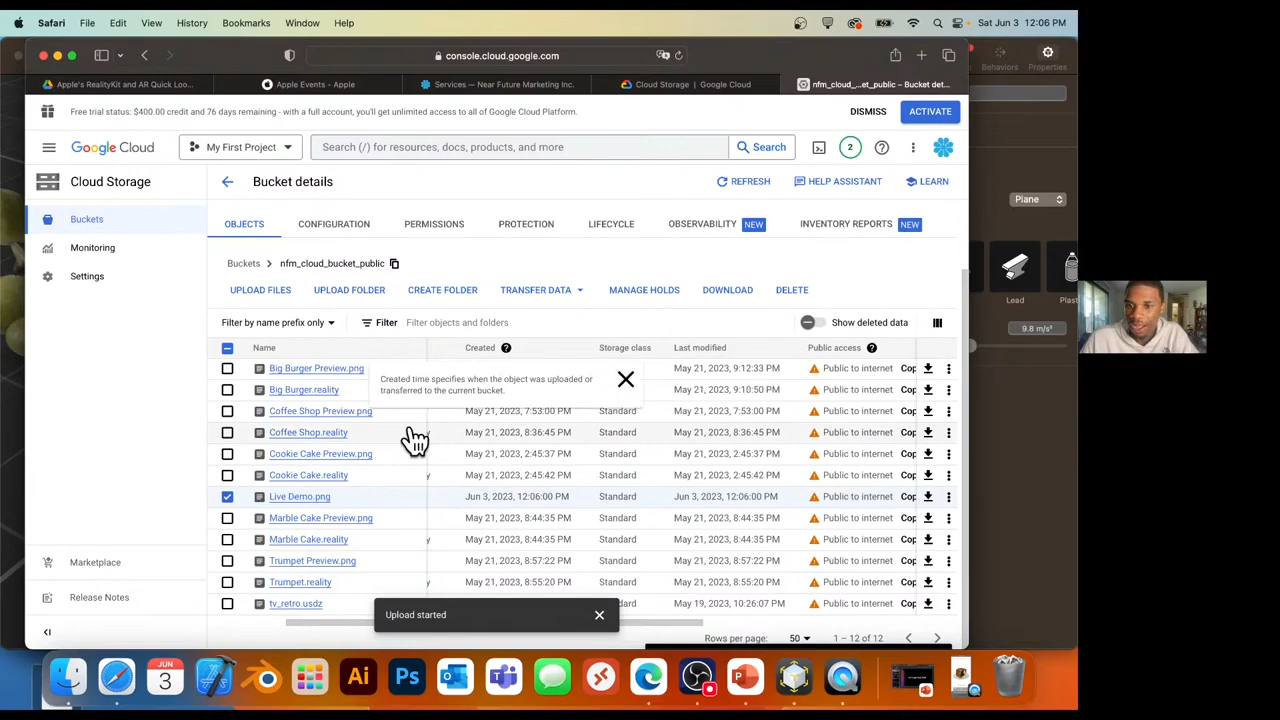 Safari File Edit View History Bookmarks Window Help Sat Jun 3 12:06 PM
console.cloud.google.com Behaviors Properties
Apple's RealityKit and AR Quick Loo... Apple Events - Apple Services — Near Future Marketing Inc. Cloud Storage | Google Cloud nfm_cloud_...et_public – Bucket det...
Free trial status: $400.00 credit and 76 days remaining - with a full account, you'll get unlimited access to all of Google Cloud Platform. DISMISS ACTIVATE
Google Cloud My First Project Search (/) for resources, docs, products, and more Search 2
Cloud Storage Bucket details REFRESH HELP ASSISTANT LEARN
Plane
Buckets OBJECTS CONFIGURATION PERMISSIONS PROTECTION LIFECYCLE OBSERVABILITY NEW INVENTORY REPORTS NEW
Monitoring
Buckets > nfm_cloud_bucket_public
Settings
UPLOAD FILES UPLOAD FOLDER CREATE FOLDER TRANSFER DATA MANAGE HOLDS DOWNLOAD DELETE
Lead
Filter by name prefix only Filter Filter objects and folders Show deleted data
9.8 m/s²
Name Created Storage class Last modified Public access
Big Burger Preview.png May 21, 2023, 9:12:33 PM Public to internet Cop
Created time specifies when the object was uploaded or
transferred to the current bucket.
Big Burger.reality May 21, 2023, 9:10:50 PM Public to internet Cop
Coffee Shop Preview.png May 21, 2023, 7:53:00 PM Standard May 21, 2023, 7:53:00 PM Public to internet Cop
Coffee Shop.reality May 21, 2023, 8:36:45 PM Standard May 21, 2023, 8:36:45 PM Public to internet Cop
Cookie Cake Preview.png May 21, 2023, 2:45:37 PM Standard May 21, 2023, 2:45:37 PM Public to internet Cop
Cookie Cake.reality May 21, 2023, 2:45:42 PM Standard May 21, 2023, 2:45:42 PM Public to internet Cop
Live Demo.png Jun 3, 2023, 12:06:00 PM Standard Jun 3, 2023, 12:06:00 PM Public to internet Cop
Marble Cake Preview.png May 21, 2023, 8:44:35 PM Standard May 21, 2023, 8:44:35 PM Public to internet Cop
Marble Cake.reality May 21, 2023, 8:44:35 PM Standard May 21, 2023, 8:44:35 PM Public to internet Cop
Trumpet Preview.png May 21, 2023, 8:57:22 PM Standard May 21, 2023, 8:57:22 PM Public to internet Cop
Marketplace
Trumpet.reality May 21, 2023, 8:55:20 PM Standard May 21, 2023, 8:55:20 PM Public to internet Cop
Release Notes
tv_retro.usdz May 19, 2023, 10:26:07 PM Public to internet Cop
Upload started
Rows per page: 50 1 – 12 of 12
JUN
3
Ai Ps